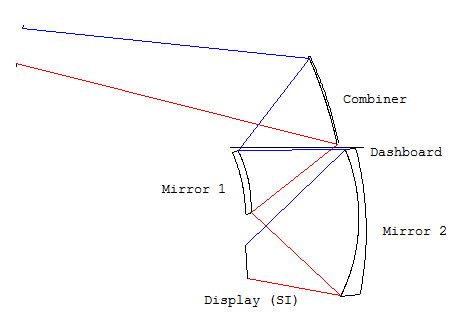 Combiner
Dashboard
Mirror 1
Mirror 2
Display (SI)